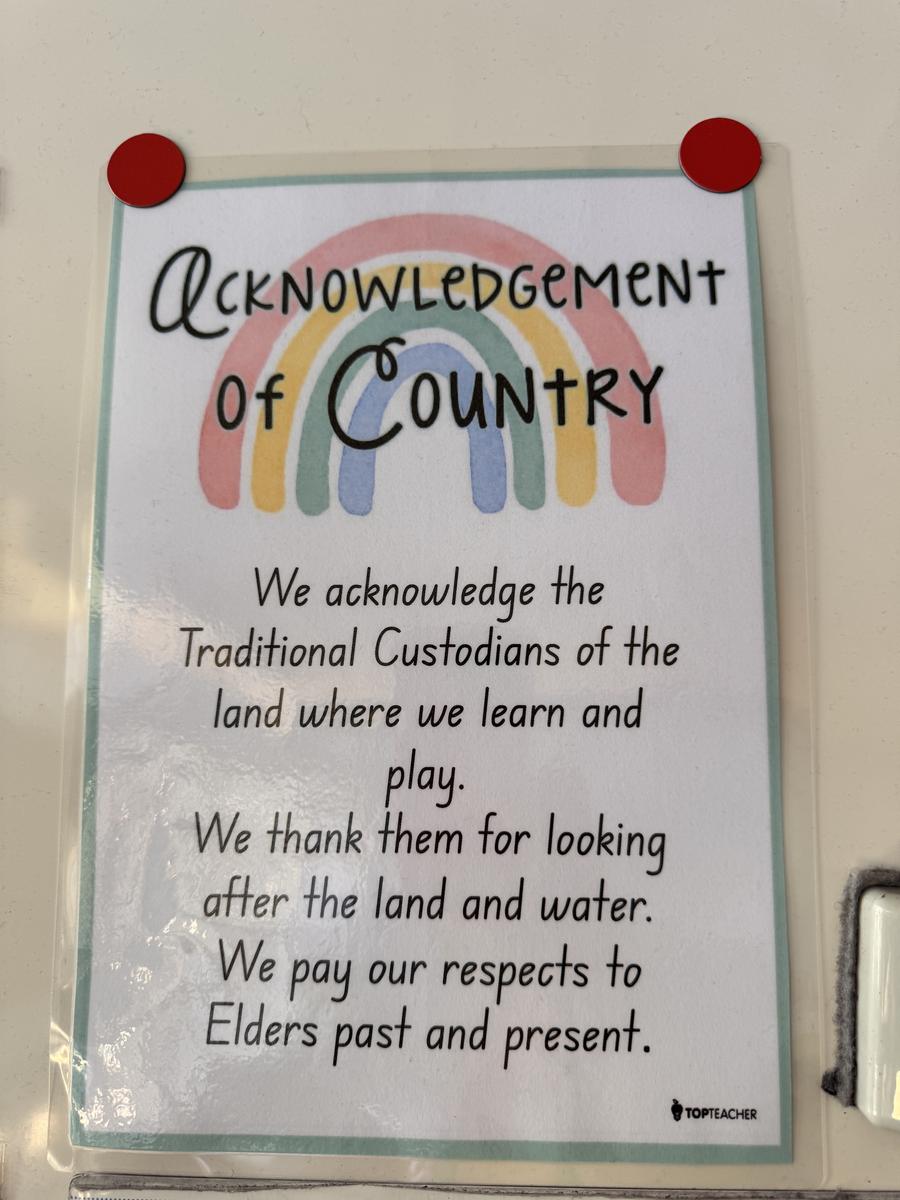 Acknowledgement
of Country
We acknowledge the
Traditional Custodians of the
land where we learn and
play.
We thank them for looking
after the land and water.
We pay our respects to
Elders past and present.
TOPTEACHER